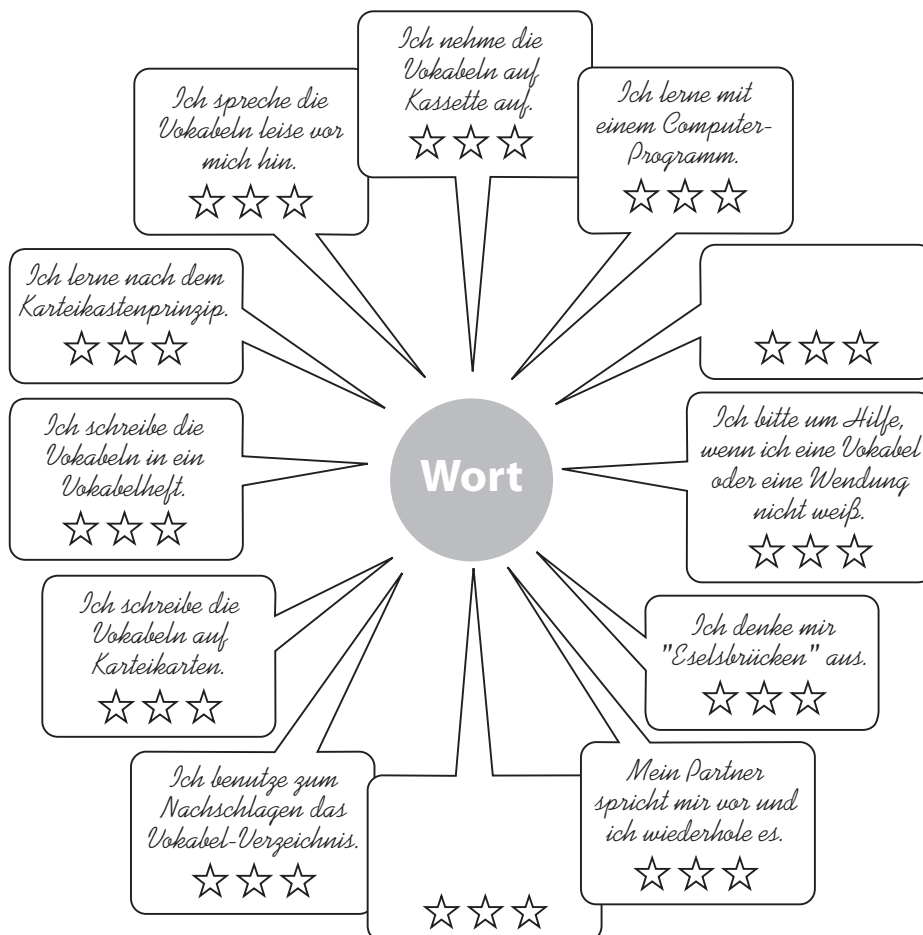 Ich nehme die
Vokabeln auf
Kassette auf.
Ich spreche die
Vokabeln leise vor
mich hin.
Ich lerne mit
einem Computer-
Programm.
Ich lerne nach dem
Karteikastenprinzip.
Ich schreibe die
Vokabeln in ein
Vokabelheft.
Wort
Ich bitte um Hilfe,
wenn ich eine Vokabel
oder eine Wendung
nicht weiß.
Ich schreibe die
Vokabeln auf
Karteikarten.
Ich denke mir
"Eselsbrücken" aus.
Ich benutze zum
Nachschlagen das
Vokabel-Verzeichnis.
Mein Partner
spricht mir vor und
ich wiederhole es.